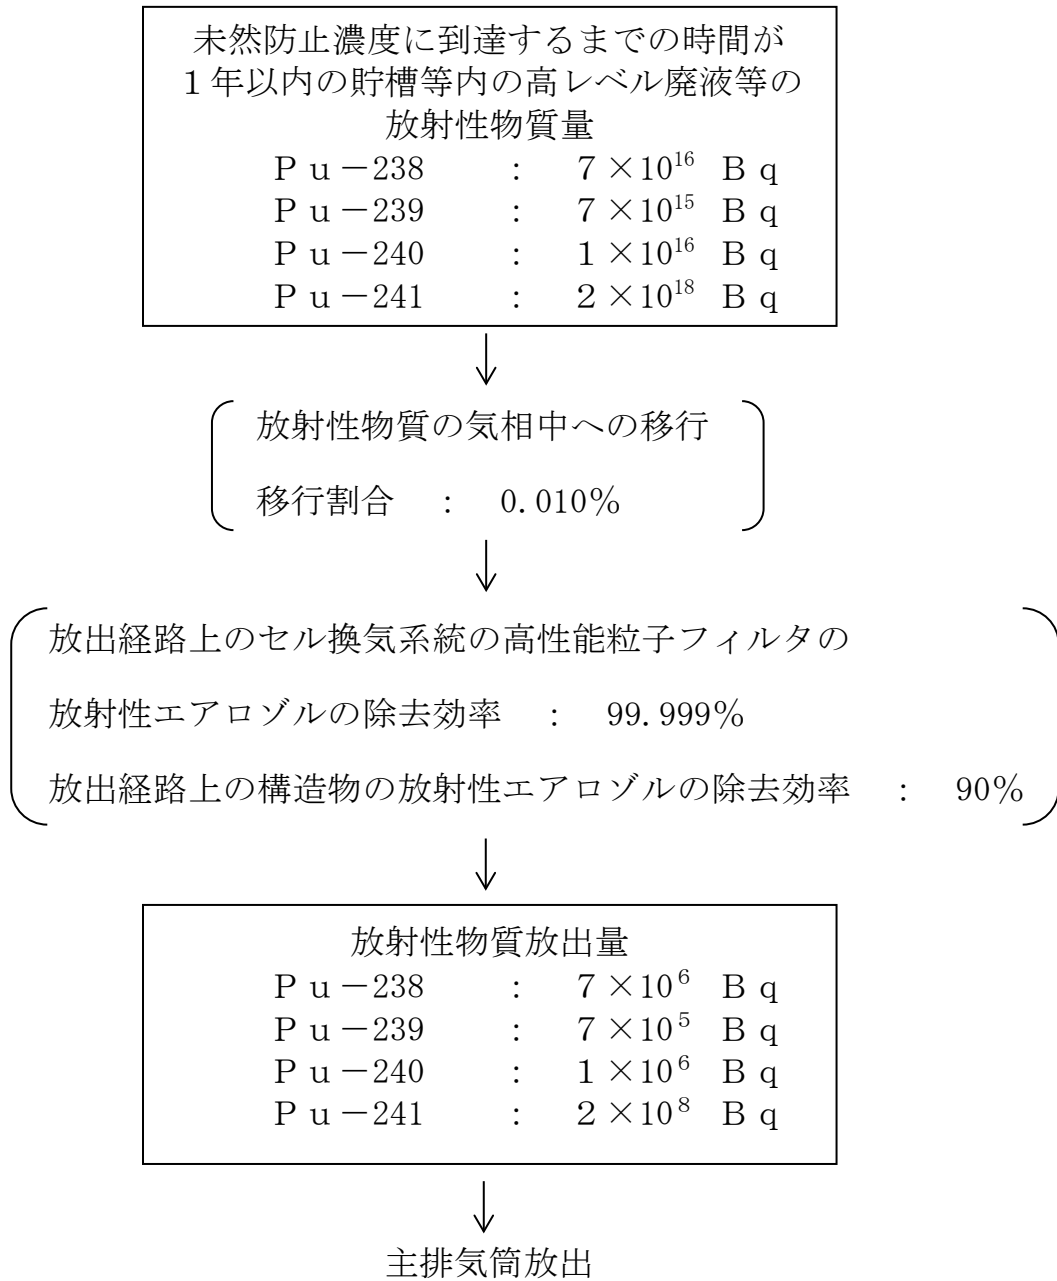 未然防止濃度に到達するまでの時間が
１年以内の貯槽等内の高レベル廃液等の
放射性物質量
Ｐｕ－238 ： ７×10¹⁶ Ｂｑ
Ｐｕ－239 ： ７×10¹⁵ Ｂｑ
Ｐｕ－240 ： １×10¹⁶ Ｂｑ
Ｐｕ－241 ： ２×10¹⁸ Ｂｑ
放射性物質の気相中への移行
移行割合 ： 0.010％
放出経路上のセル換気系統の高性能粒子フィルタの
放射性エアロゾルの除去効率 ： 99.999％
放出経路上の構造物の放射性エアロゾルの除去効率 ： 90％
放射性物質放出量
Ｐｕ－238 ： ７×10⁶ Ｂｑ
Ｐｕ－239 ： ７×10⁵ Ｂｑ
Ｐｕ－240 ： １×10⁶ Ｂｑ
Ｐｕ－241 ： ２×10⁸ Ｂｑ
主排気筒放出